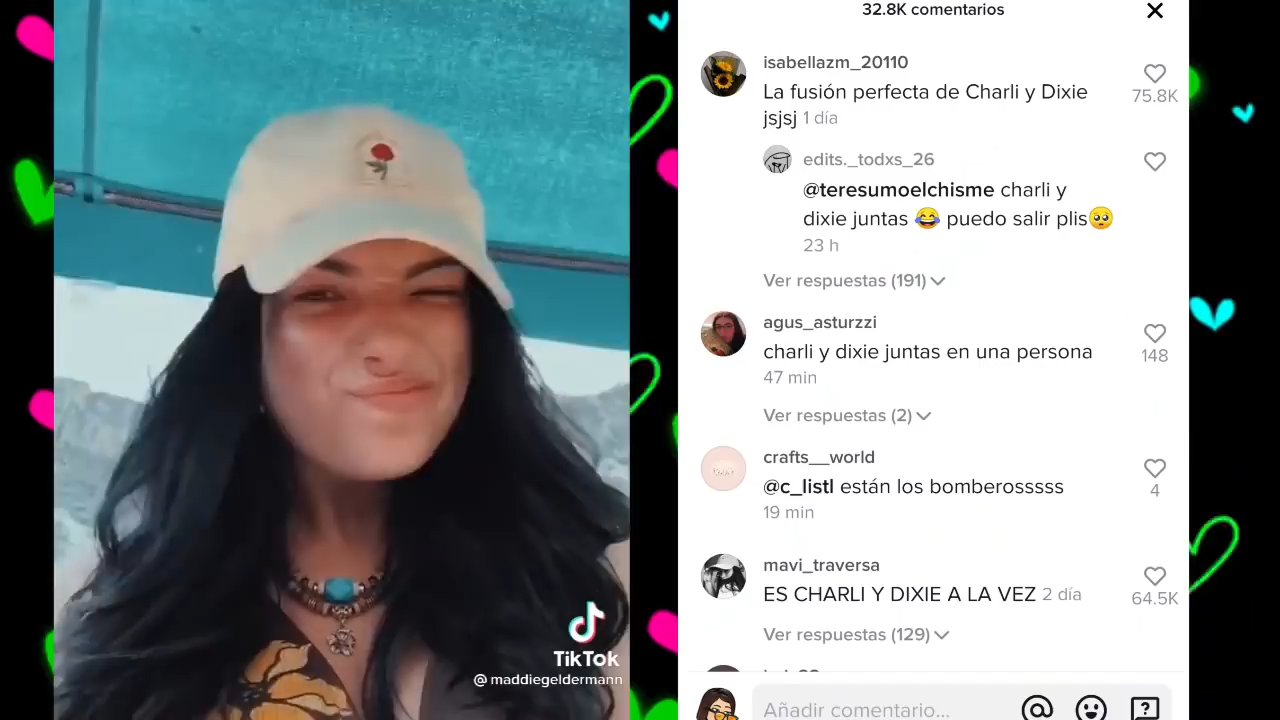 TikTok
@ maddiegeldermann
32.8K comentarios
isabellazm_20110
La fusión perfecta de Charli y Dixie
jsjsj 1 día
75.8K
edits._todxs_26
@teresumoelchisme charli y
dixie juntas 😂 puedo salir plis🥺
23 h
Ver respuestas (191)
agus_asturzzi
charli y dixie juntas en una persona
148
47 min
Ver respuestas (2)
crafts__world
@c_listl están los bomberosssss
4
19 min
mavi_traversa
ES CHARLI Y DIXIE A LA VEZ 2 día
64.5K
Ver respuestas (129)
Añadir comentario...